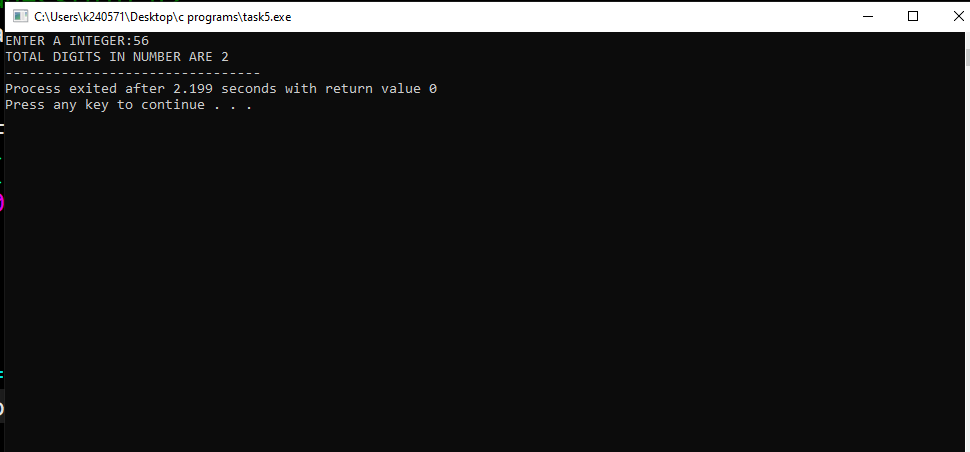 C:\Users\k240571\Desktop\c programs\task5.exe
ENTER A INTEGER:56
TOTAL DIGITS IN NUMBER ARE 2
--------------------------------
Process exited after 2.199 seconds with return value 0
Press any key to continue . . .